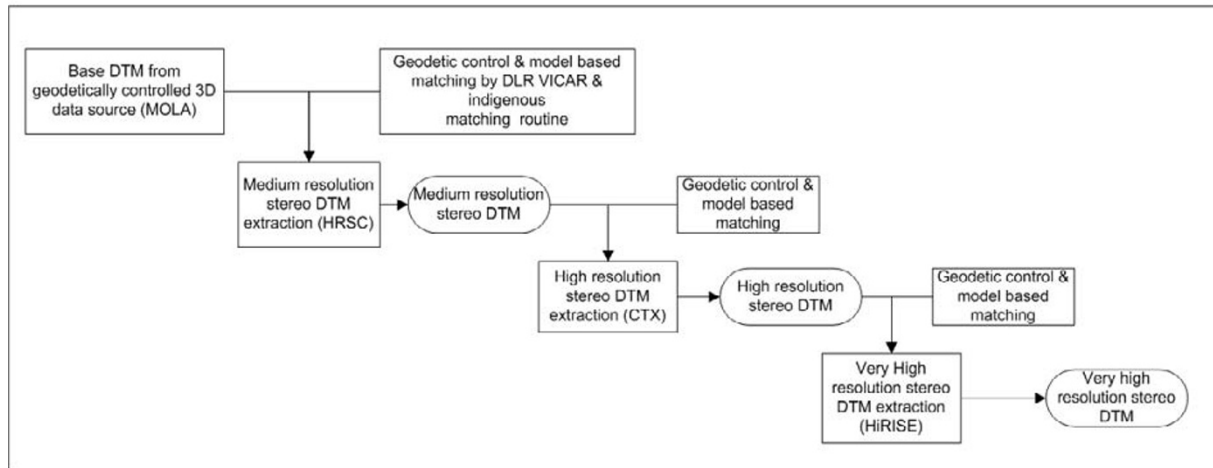 Base DTM from
geodetically controlled 3D
data source (MOLA)
Geodetic control & model based
matching by DLR VICAR &
indigenous
matching routine
Medium resolution
stereo DTM
extraction (HRSC)
Medium resolution
stereo DTM
Geodetic control &
model based
matching
High resolution
stereo DTM
extraction (CTX)
High resolution
stereo DTM
Geodetic control &
model based
matching
Very High
resolution stereo
DTM extraction
(HiRISE)
Very high
resolution stereo
DTM